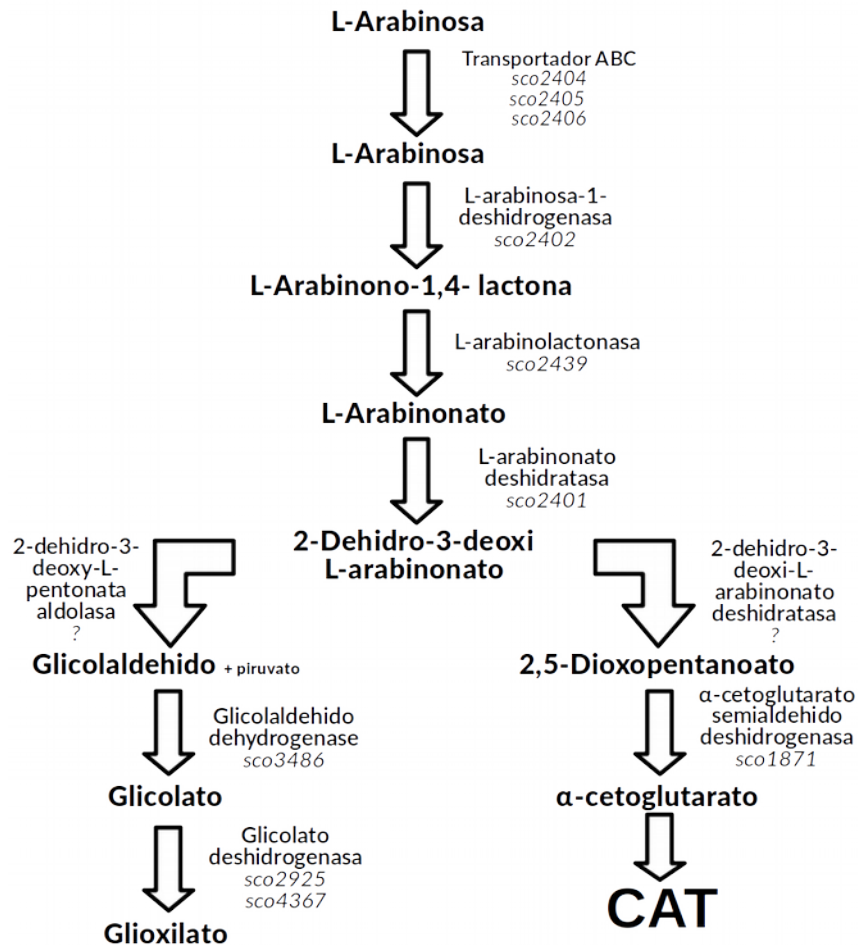 L-Arabinosa
Transportador ABC
sco2404
sco2405
sco2406
L-Arabinosa
L-arabinosa-1-
deshidrogenasa
sco2402
L-Arabinono-1,4- lactona
L-arabinolactonasa
sco2439
L-Arabinonato
L-arabinonato
deshidratasa
sco2401
2-Dehidro-3-deoxi
L-arabinonato
2-dehidro-3-
deoxy-L-
pentonata
aldolasa
?
Glicolaldehido + piruvato
Glicolaldehido
dehydrogenase
sco3486
Glicolato
Glicolato
deshidrogenasa
sco2925
sco4367
Glioxilato
2-dehidro-3-
deoxi-L-
arabinonato
deshidratasa
?
2,5-Dioxopentanoato
α-cetoglutarato
semialdehido
deshidrogenasa
sco1871
α-cetoglutarato
CAT